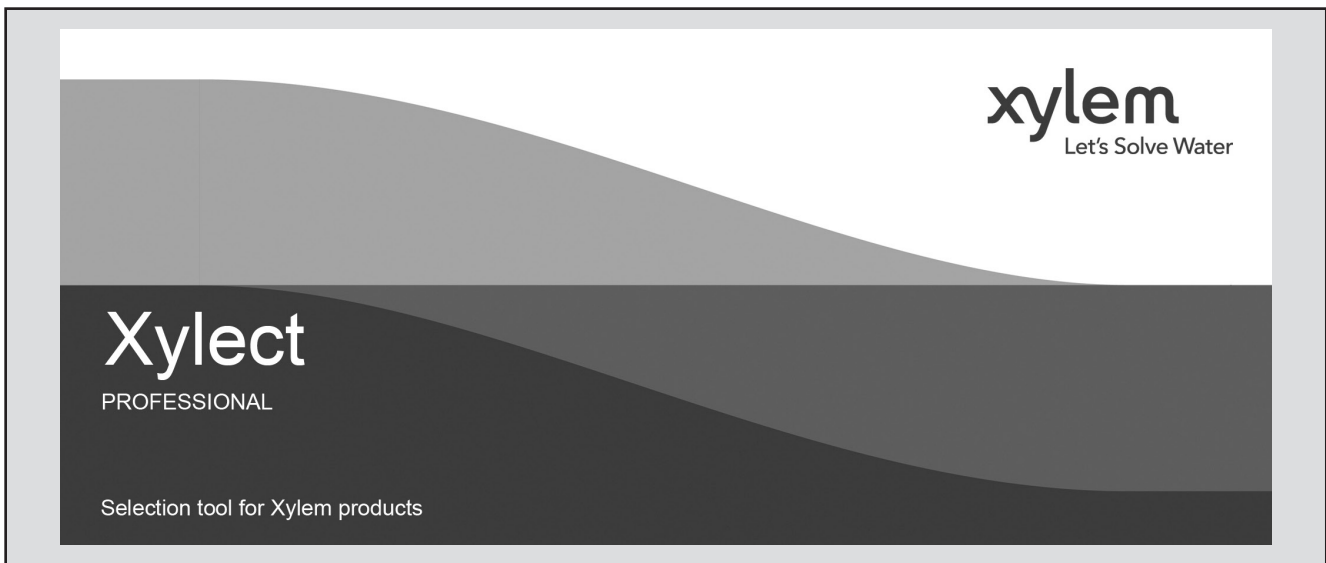 xylem
Let's Solve Water
Xylect
PROFESSIONAL
Selection tool for Xylem products